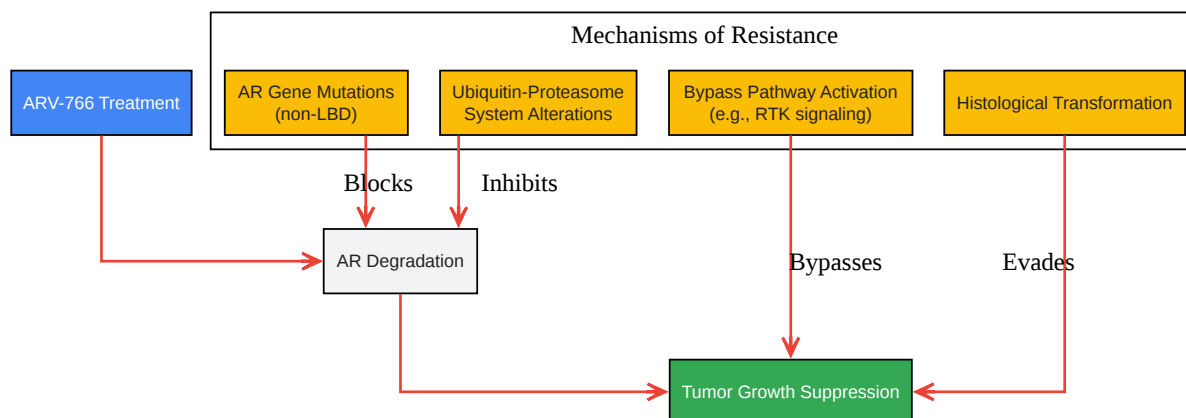 Mechanisms of Resistance
ARV-766 Treatment
AR Gene Mutations
(non-LBD)
Ubiquitin-Proteasome
System Alterations
Bypass Pathway Activation
(e.g., RTK signaling)
Histological Transformation
Blocks
Inhibits
AR Degradation
Bypasses
Evades
Tumor Growth Suppression